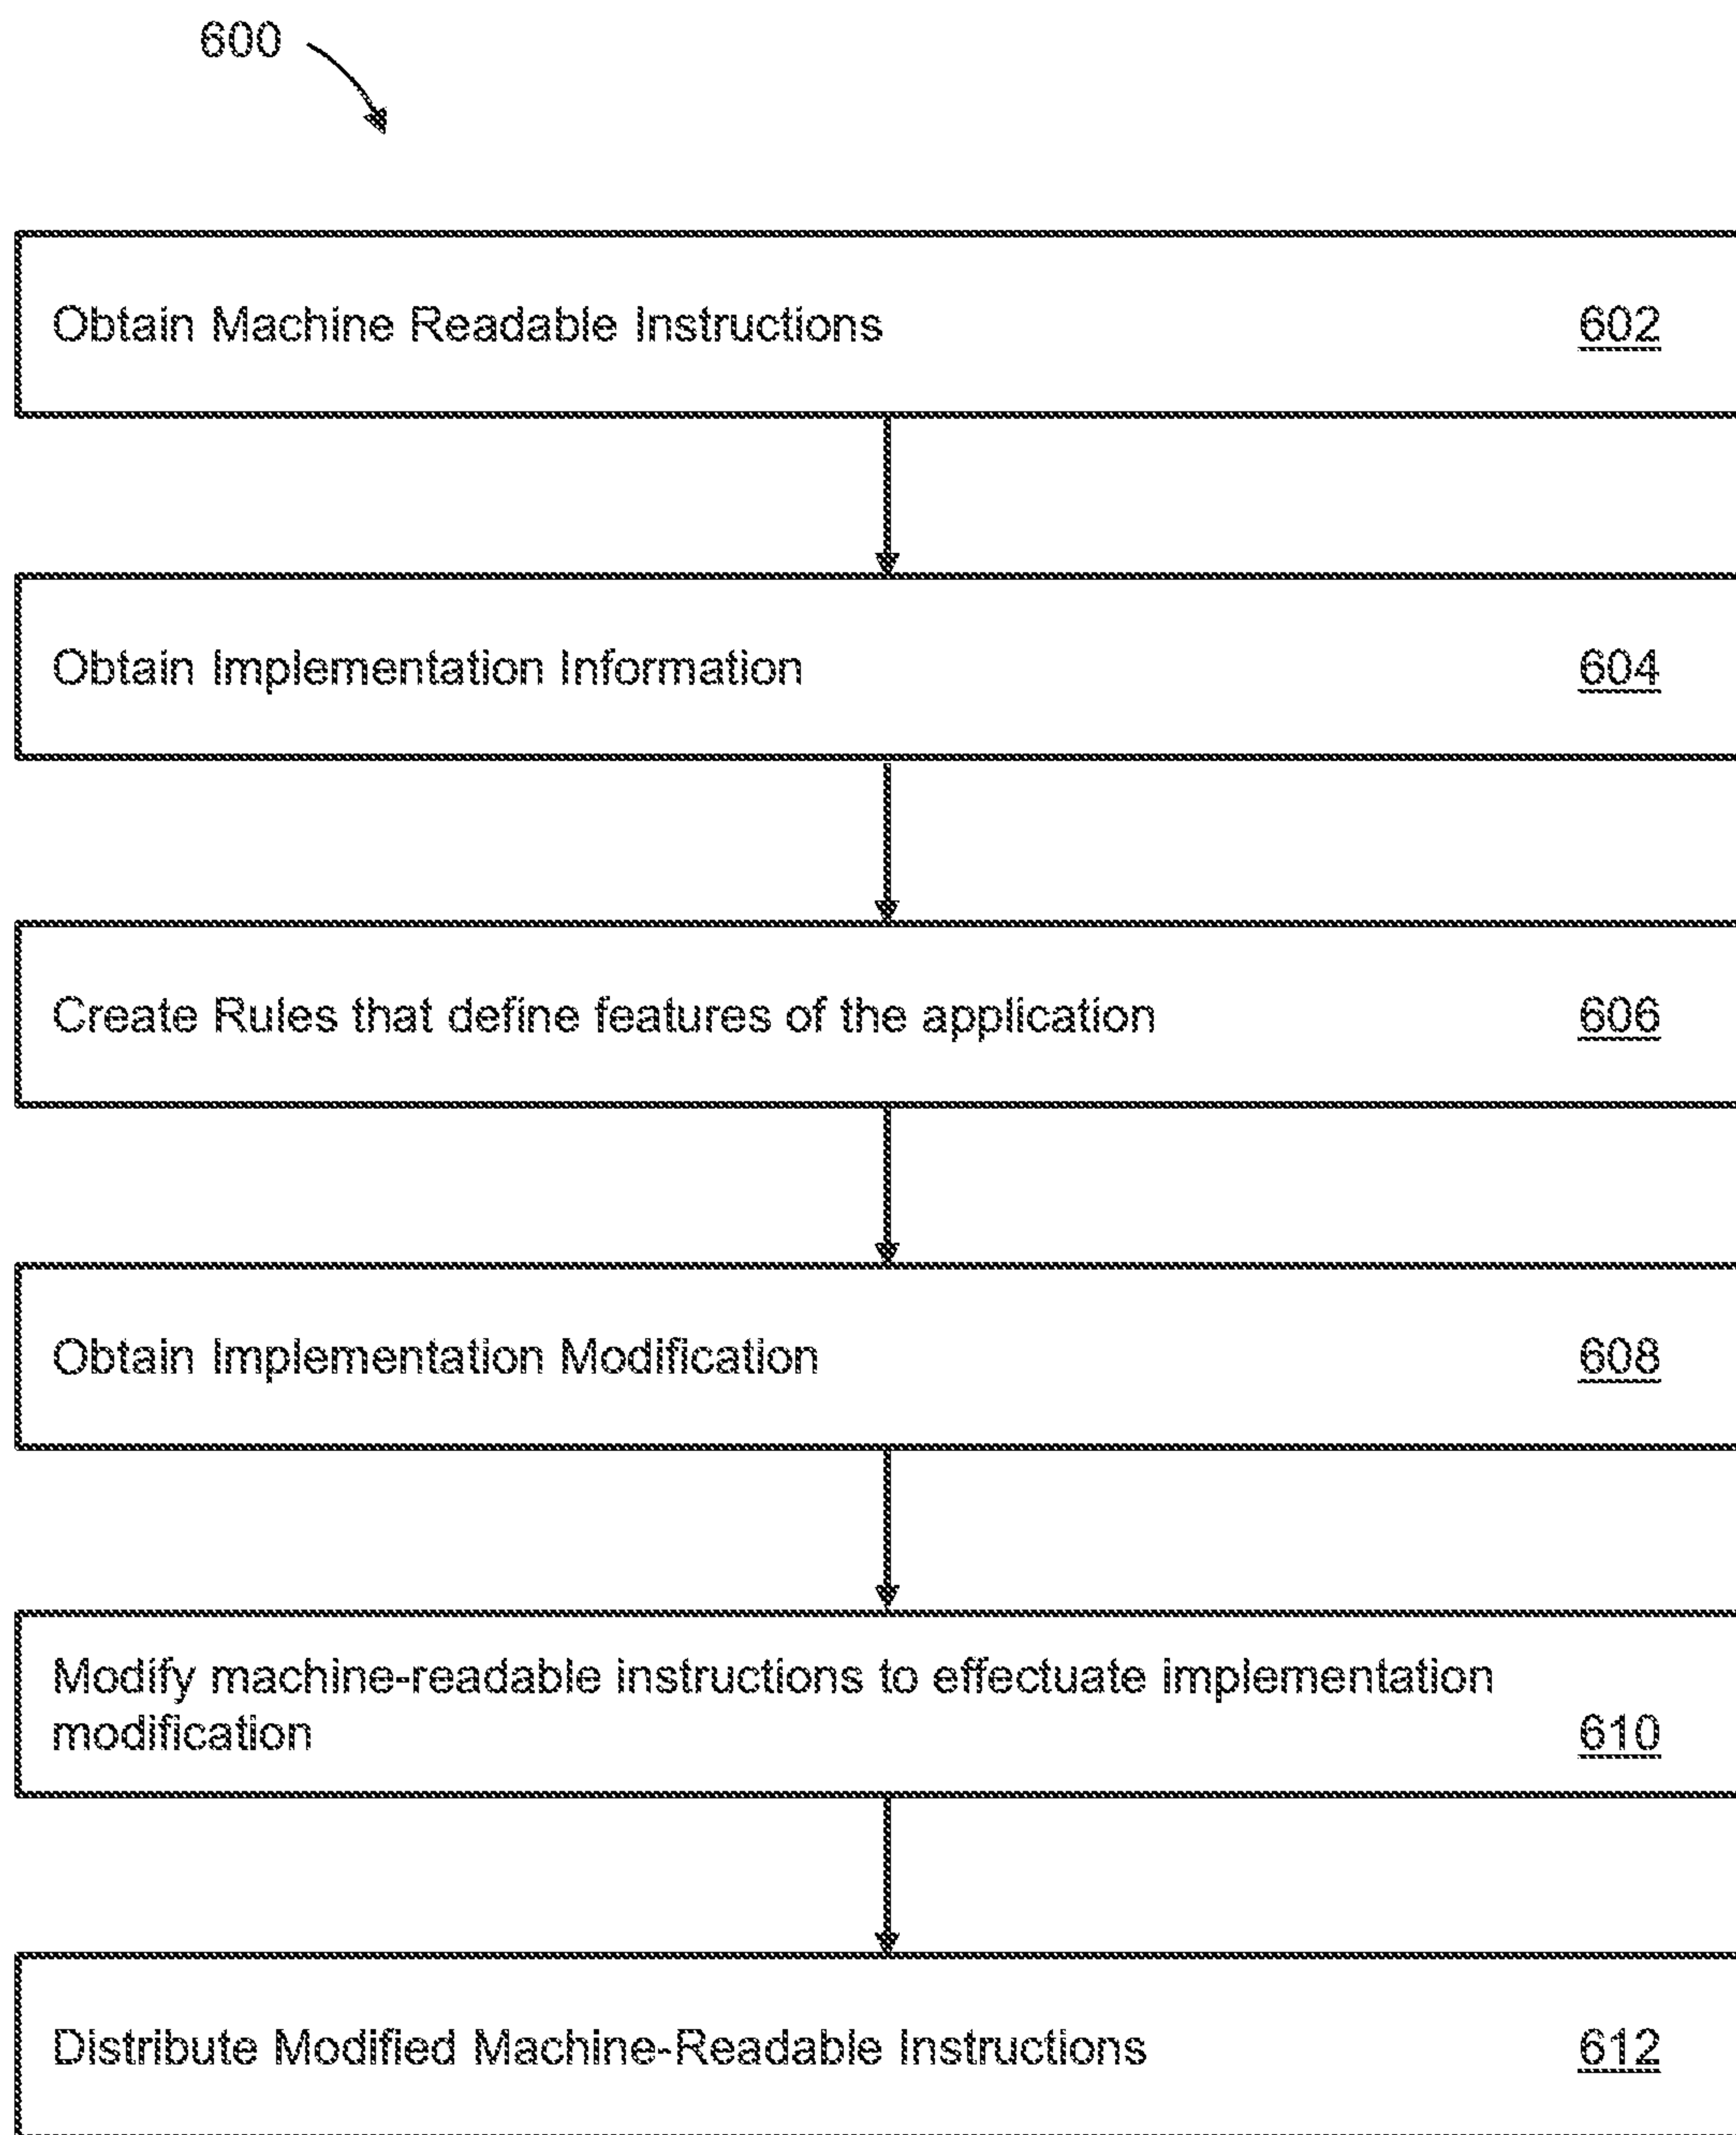 600
Obtain Machine Readable Instructions 602
Obtain Implementation Information 604
Create Rules that define features of the application 606
Obtain Implementation Modification 608
Modify machine-readable instructions to effectuate implementation
modification 610
Distribute Modified Machine-Readable Instructions 612